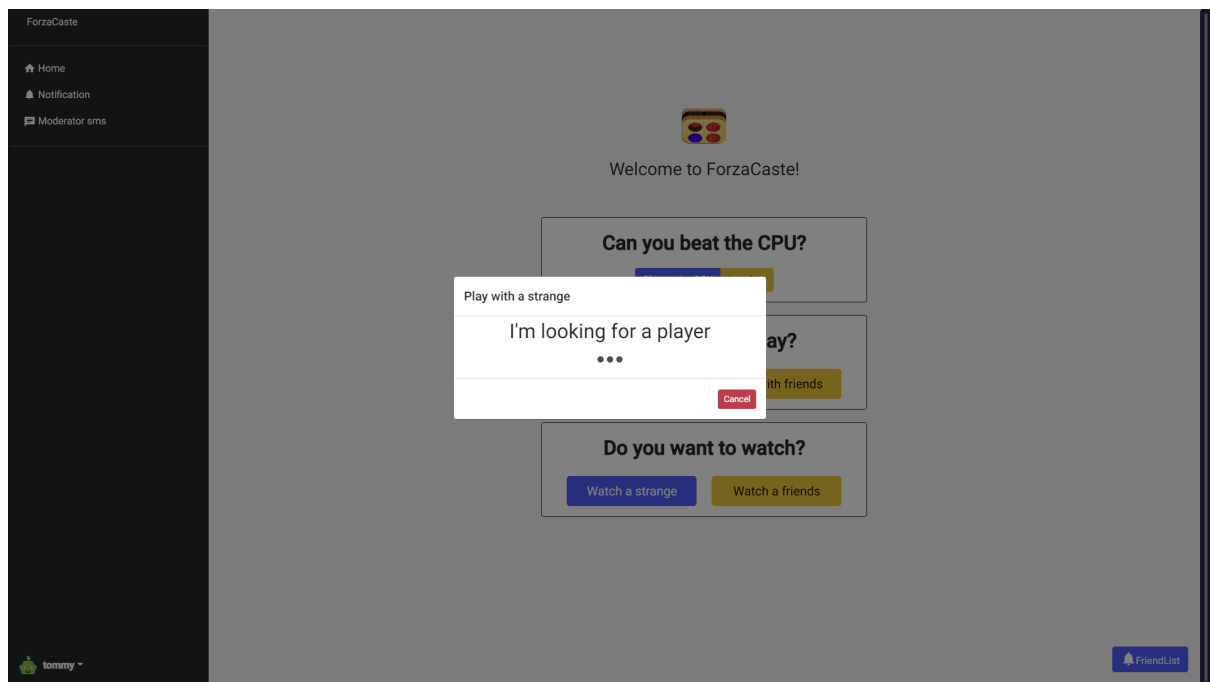 ForzaCaste
Home
Notification
Moderator sms
Welcome to ForzaCaste!
Can you beat the CPU?
Play with a strange
I'm looking for a player
Cancel
ay?
ith friends
Do you want to watch?
Watch a strange
Watch a friends
tommy
FriendList